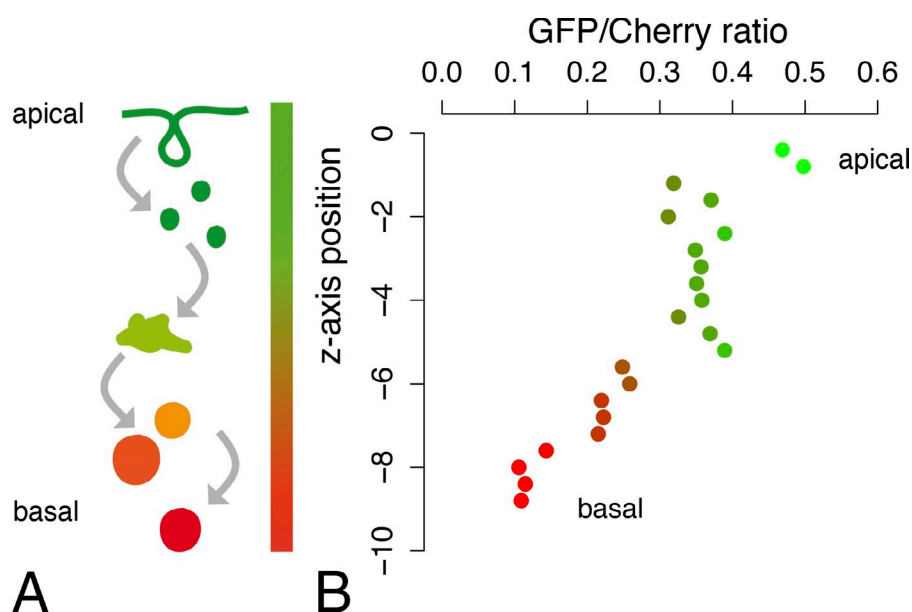 GFP/Cherry ratio
0.0 0.1 0.2 0.3 0.4 0.5 0.6
apical
z-axis position
0
−2
−4
−6
−8
−10
apical
basal
basal
A
B